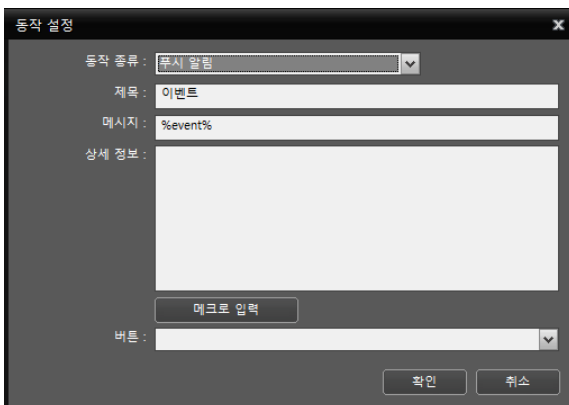 동작 설정
동작 종류 : 푸시 알림
제목 : 이벤트
메시지 : %event%
상세 정보 :
메크로 입력
버튼 :
확인 취소